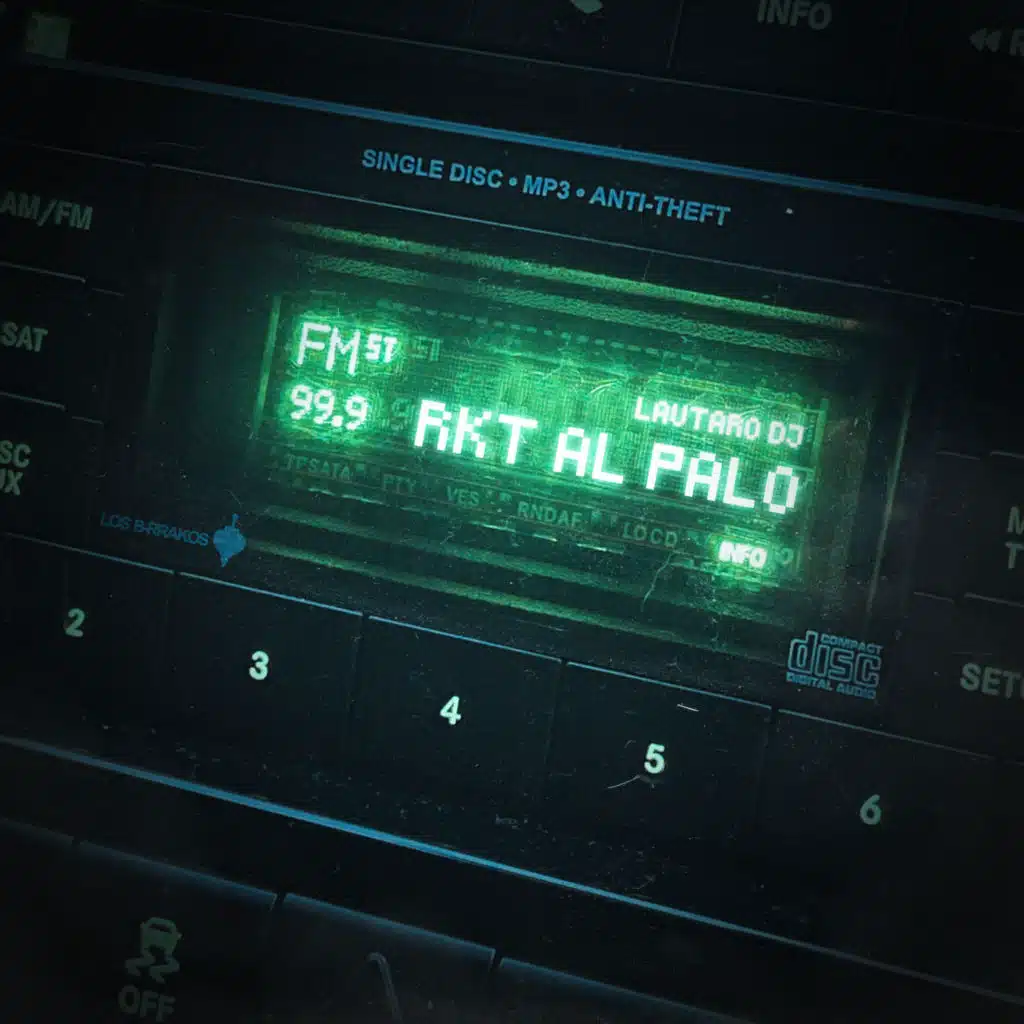 INFO
AM/FM
SAT
SINGLE DISC • MP3 • ANTI-THEFT
FM ST
99.9
LAUTARO DJ
RKT AL PALO
RNDAF
INFO
LOS B-RRAKOS
COMPACT
disc
DIGITAL AUDIO
2
3
4
5
6
OFF